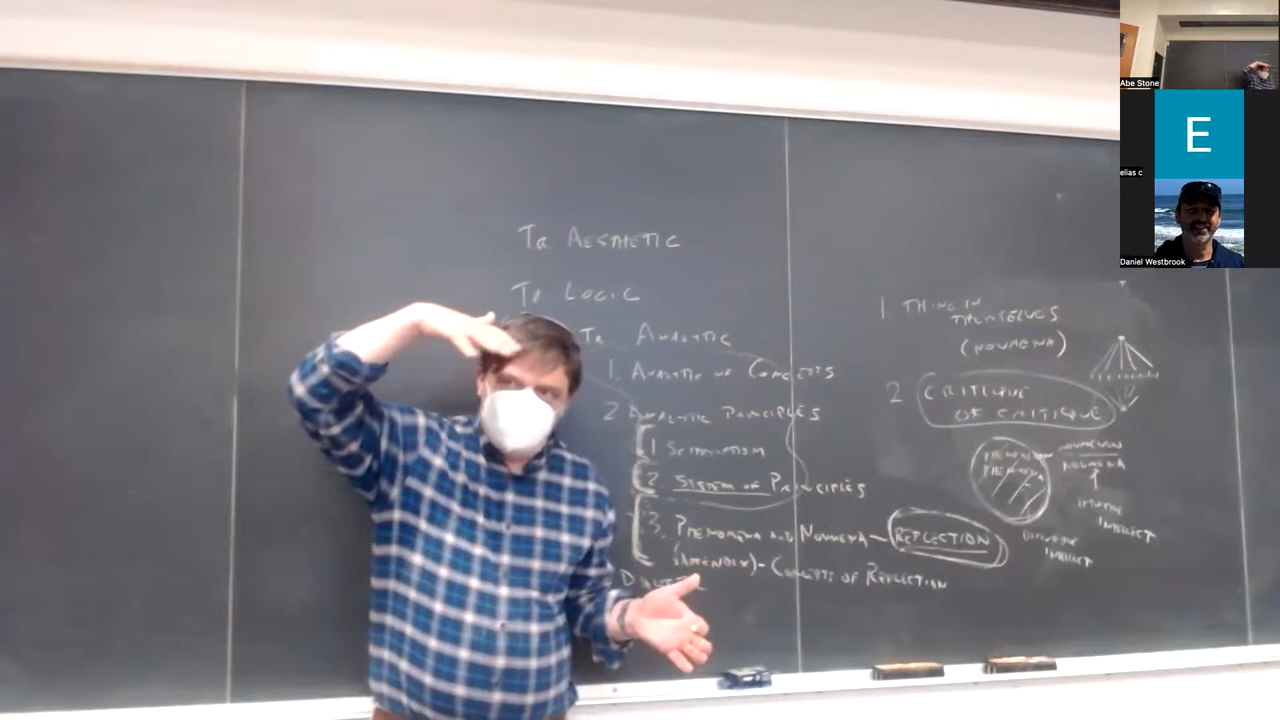 Tr AESTHETIC
Tr LOGIC
Tr ANALYTIC
1. ANALYTIC OF CONCEPTS
2 ANALYTIC PRINCIPLES
1 SCHEMATISM
2. SYSTEM OF PRINCIPLES
3. PHENOMENA AND NOUMENA – REFLECTION
(APPENDIX) – CONCEPTS OF REFLECTION
1 THING IN
THEMSELVES
(NOUMENA)
2 CRITIQUE
OF CRITIQUE
PHENOMENON
PHENOMENA
NOUMENON
NOUMENA
INTUITIVE
INTELLECT
INTELLECT
Abe Stone
E
elias c
Daniel Westbrook